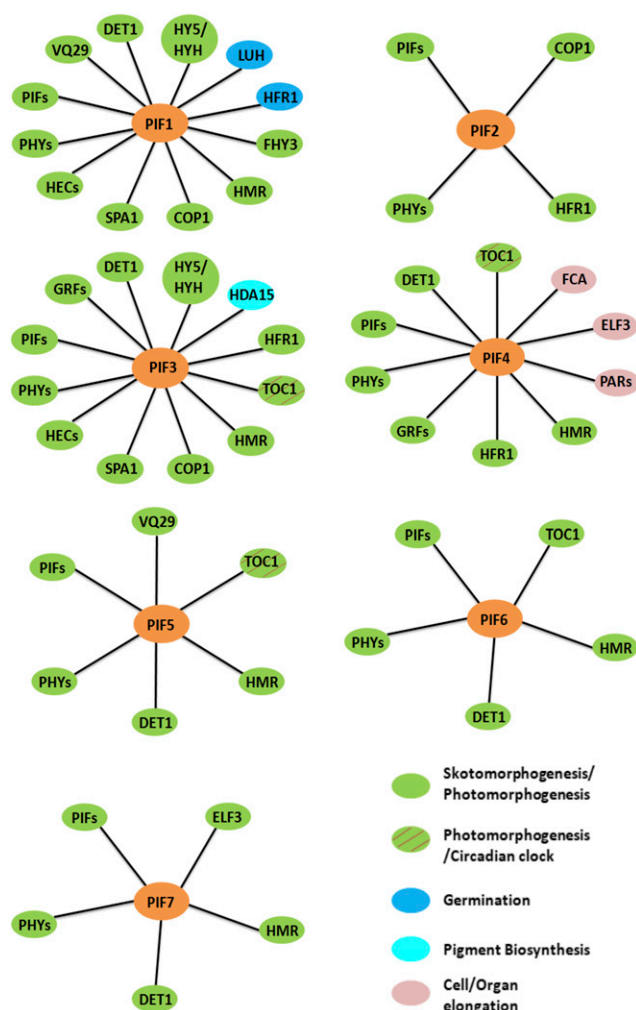 DET1
HY5/
HYH
VQ29
LUH
PIFs
HFR1
PIF1
PHYs
FHY3
HECs
HMR
SPA1
COP1
PIFs
COP1
PIF2
PHYs
HFR1
DET1
HY5/
HYH
GRFs
HDA15
PIFs
HFR1
PIF3
PHYs
TOC1
HECs
HMR
SPA1
COP1
TOC1
DET1
FCA
PIFs
ELF3
PIF4
PHYs
PARs
GRFs
HMR
HFR1
VQ29
PIFs
TOC1
PIF5
PHYs
HMR
DET1
PIFs
TOC1
PIF6
PHYs
HMR
DET1
PIFs
ELF3
PIF7
PHYs
HMR
DET1
Skotomorphogenesis/
Photomorphogenesis
Photomorphogenesis
/Circadian clock
Germination
Pigment Biosynthesis
Cell/Organ
elongation